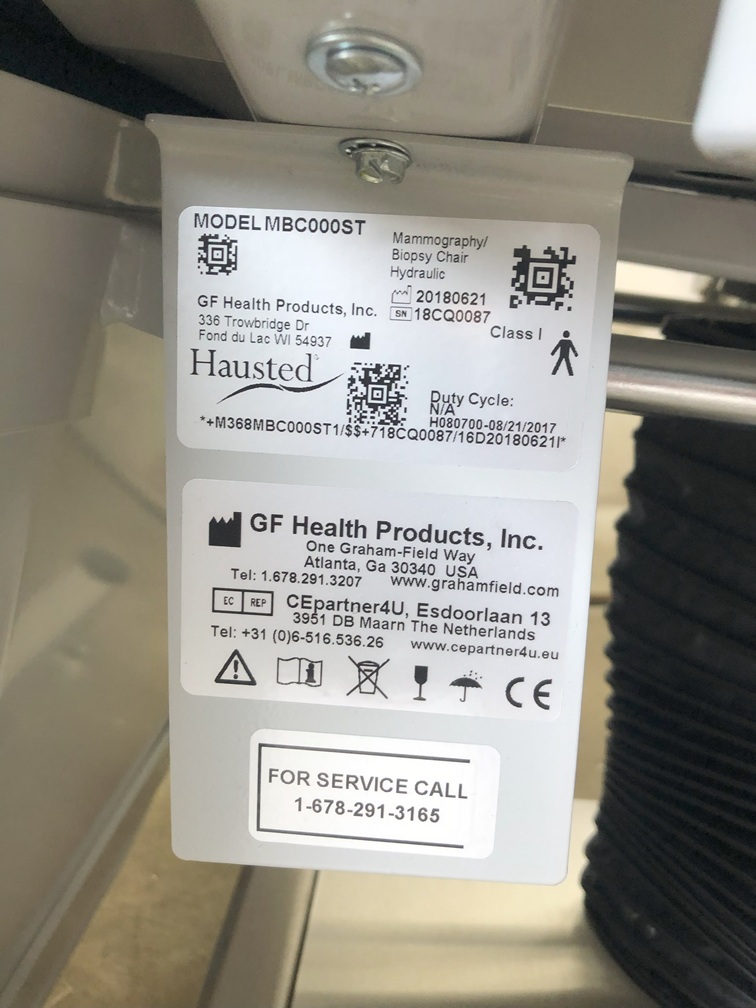 MODEL MBC000ST
Mammography/
Biopsy Chair
Hydraulic
20180621
SN 18CQ0087
GF Health Products, Inc.
336 Trowbridge Dr
Fond du Lac WI 54937
Class I
Hausted
Duty Cycle:
N/A
H080700-08/21/2017
*+M368MBC000ST1/$$+718CQ0087/16D20180621I*
GF Health Products, Inc.
One Graham-Field Way
Atlanta, Ga 30340 USA
Tel: 1.678.291.3207 www.grahamfield.com
EC REP CEpartner4U, Esdoorlaan 13
3951 DB Maarn The Netherlands
Tel: +31 (0)6-516.536.26 www.cepartner4u.eu
CE
FOR SERVICE CALL
1-678-291-3165